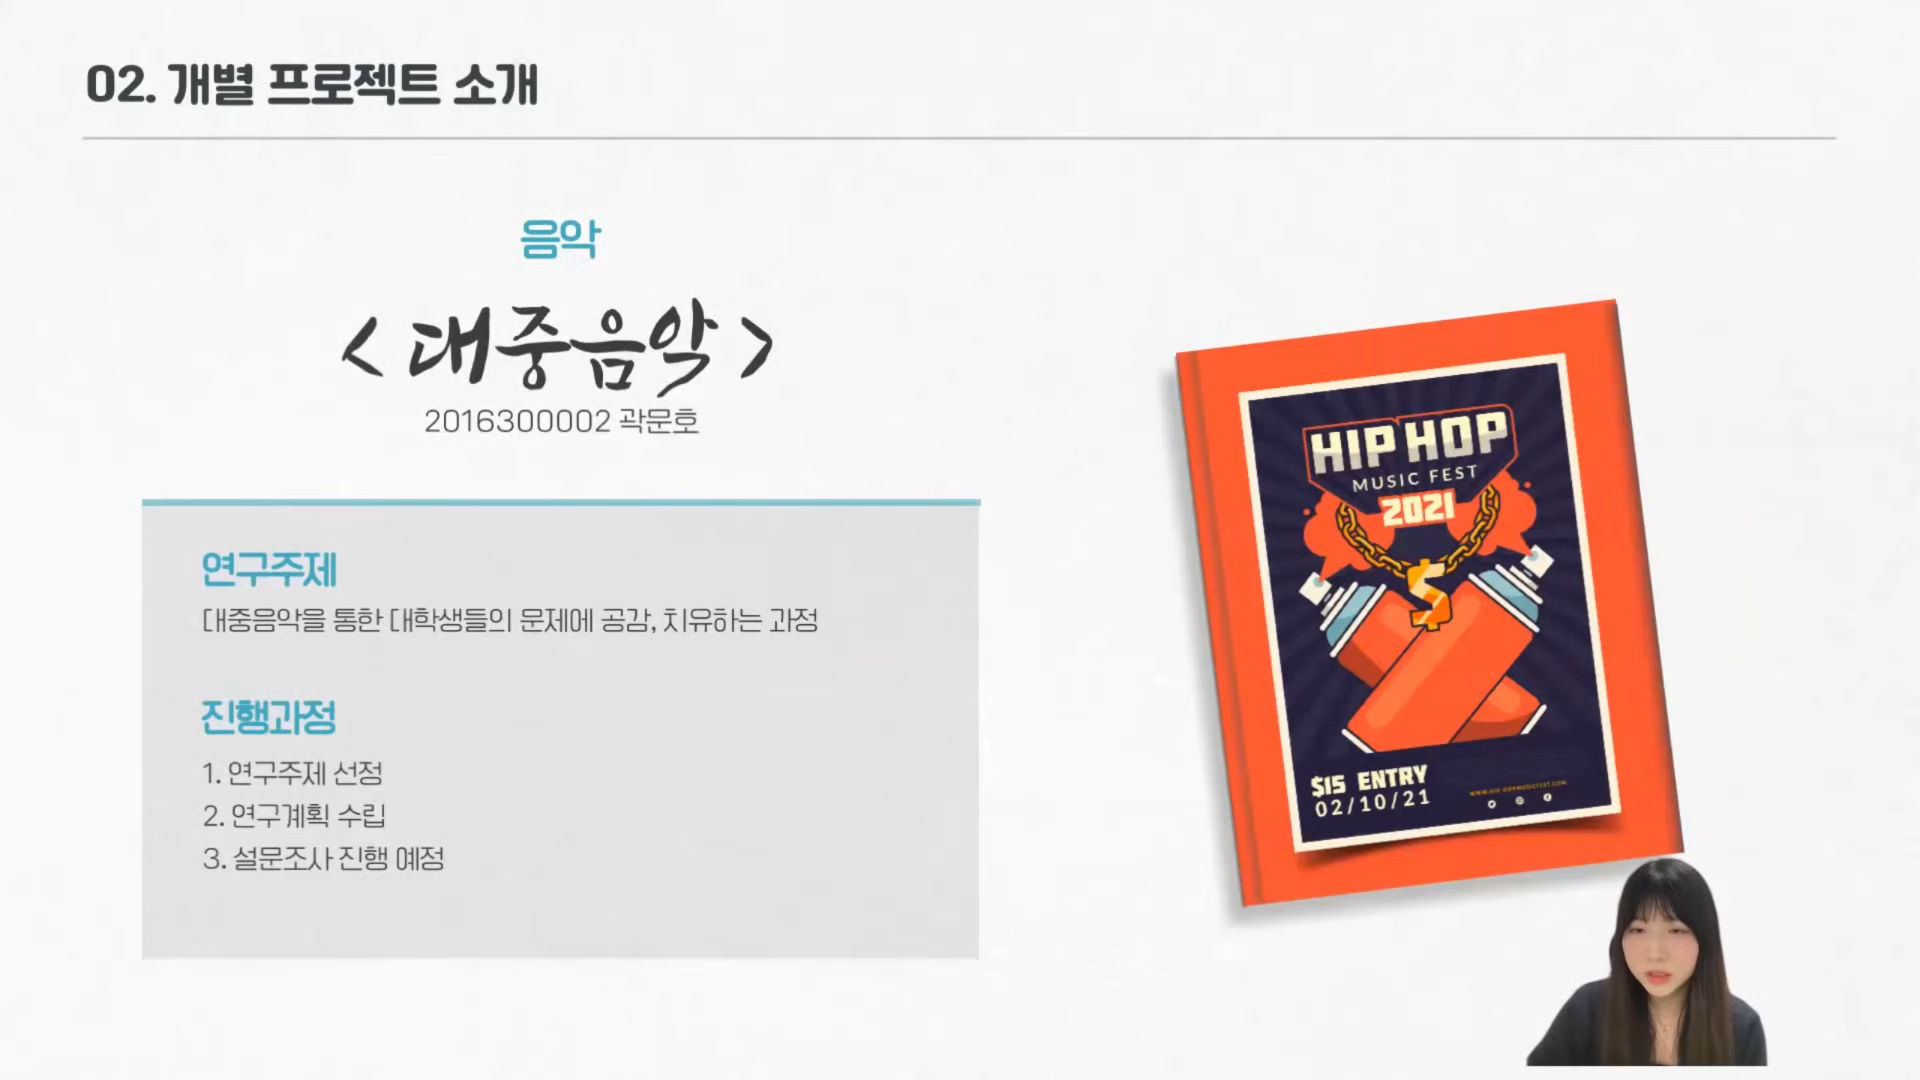 02. 개별 프로젝트 소개
음악
< 대중음악 >
2016300002 곽문호
연구주제
대중음악을 통한 대학생들의 문제에 공감, 치유하는 과정
진행과정
1. 연구주제 선정
2. 연구계획 수립
3. 설문조사 진행 예정
HIP HOP
MUSIC FEST
2021
$
$15 ENTRY
02/10/21
WWW.HIP-HOPMUSICFEST.COM